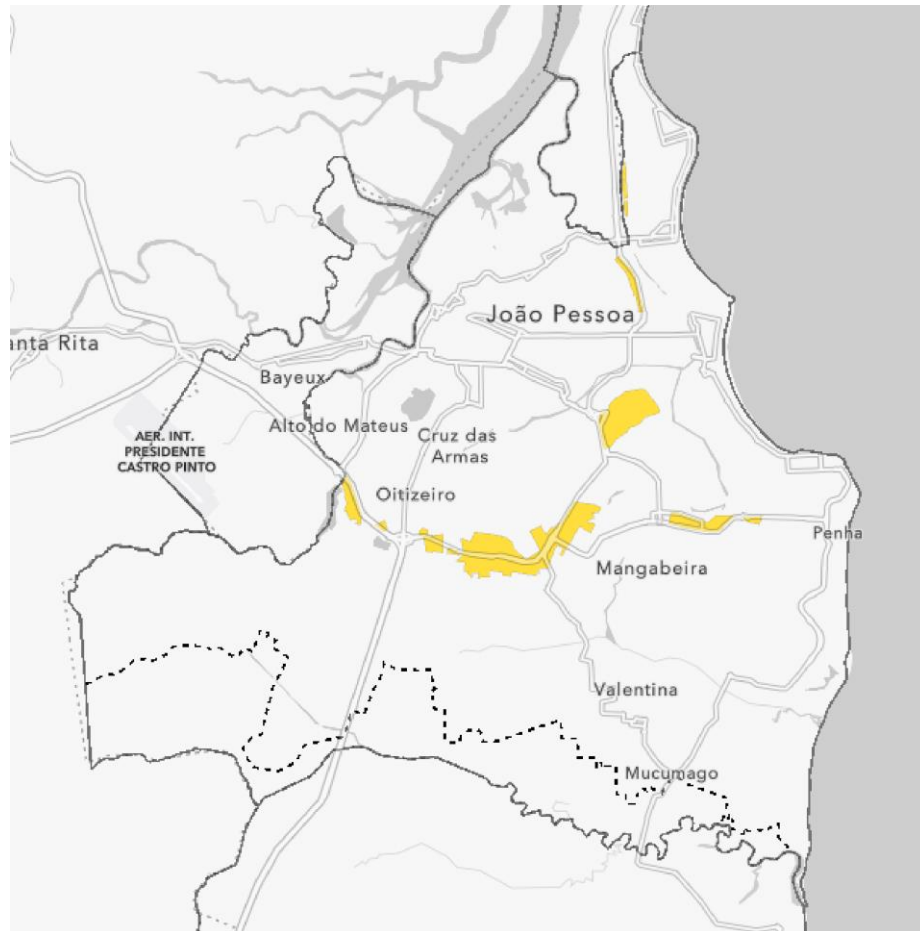 João Pessoa
anta Rita
Bayeux
Alto do Mateus
Cruz das
Armas
AER. INT.
PRESIDENTE
CASTRO PINTO
Oitizeiro
Penha
Mangabeira
Valentina
Mucumago